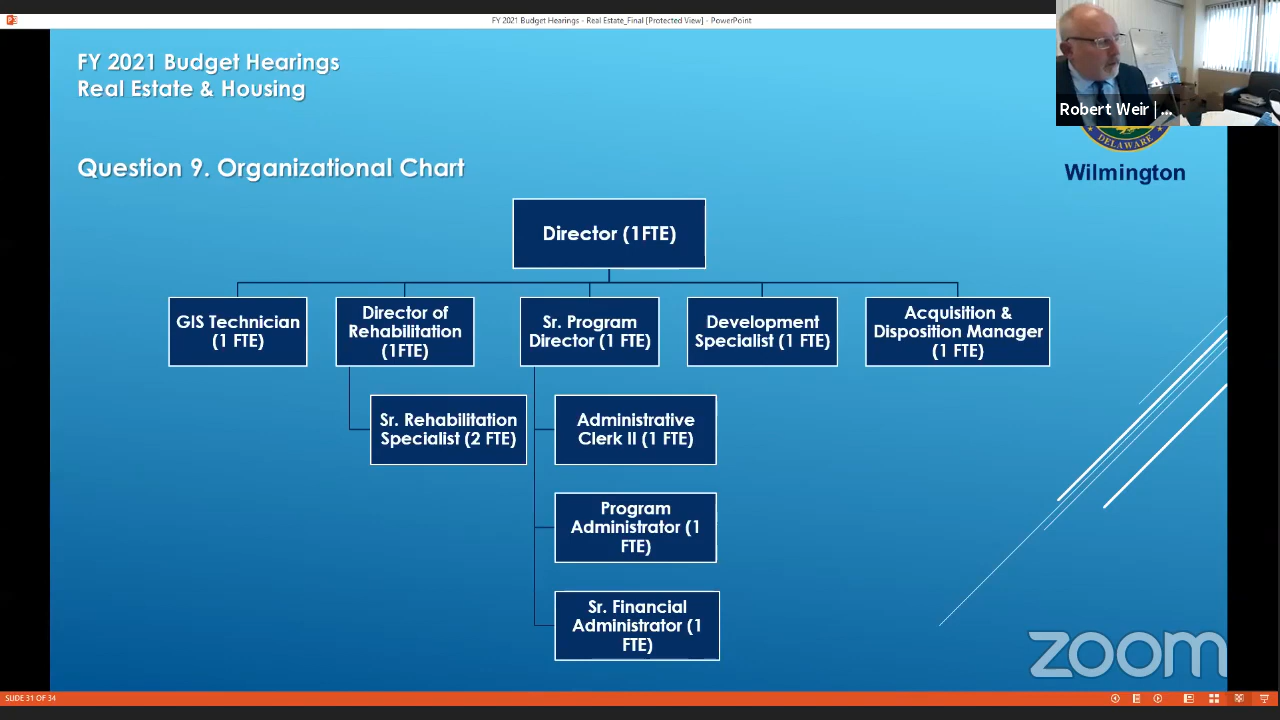 FY 2021 Budget Hearings - Real Estate_Final [Protected View] - PowerPoint
FY 2021 Budget Hearings
Real Estate & Housing
Robert Weir | ...
DELAWARE
Wilmington
Question 9. Organizational Chart
Director (1FTE)
GIS Technician
(1 FTE)
Director of
Rehabilitation
(1FTE)
Sr. Program
Director (1 FTE)
Development
Specialist (1 FTE)
Acquisition &
Disposition Manager
(1 FTE)
Sr. Rehabilitation
Specialist (2 FTE)
Administrative
Clerk II (1 FTE)
Program
Administrator (1
FTE)
Sr. Financial
Administrator (1
FTE)
zoom
SLIDE 31 OF 34